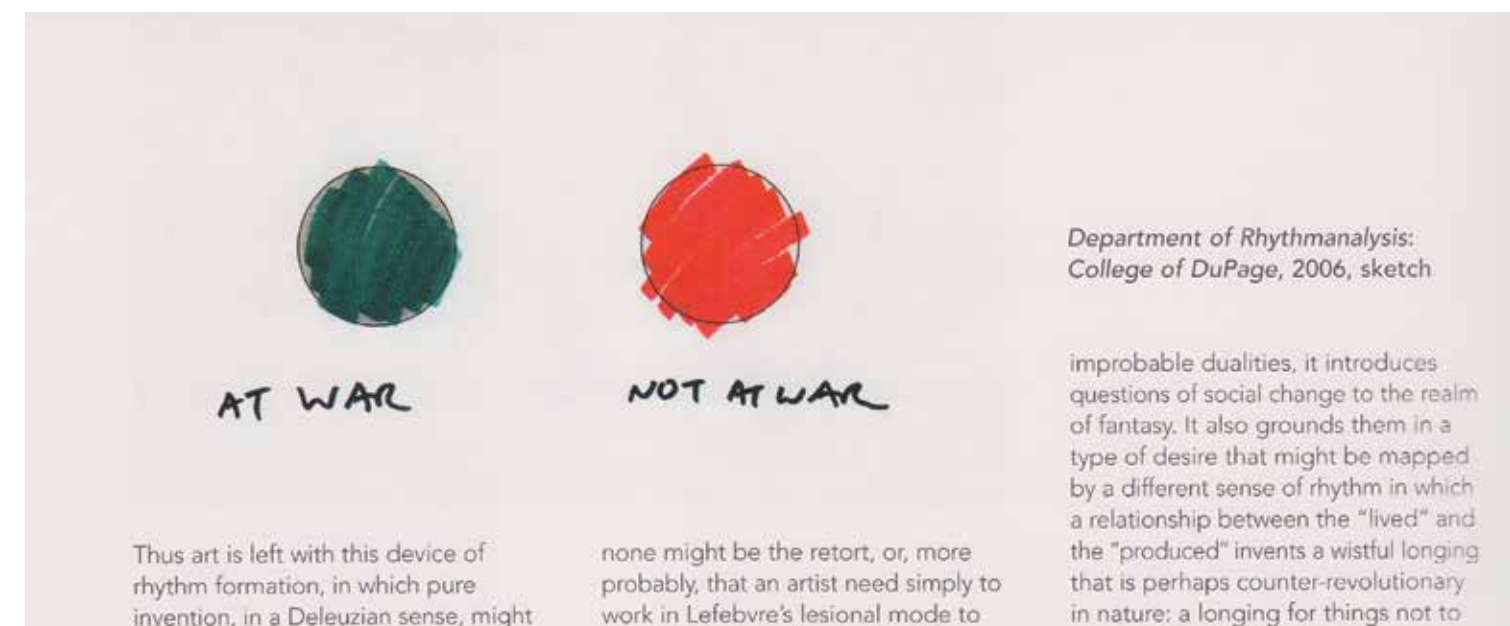 AT WAR
NOT AT WAR
Department of Rhythmanalysis:
College of DuPage, 2006, sketch
Thus art is left with this device of
rhythm formation, in which pure
invention, in a Deleuzian sense, might
none might be the retort, or, more
probably, that an artist need simply to
work in Lefebvre's lesional mode to
improbable dualities, it introduces
questions of social change to the realm
of fantasy. It also grounds them in a
type of desire that might be mapped
by a different sense of rhythm in which
a relationship between the "lived" and
the "produced" invents a wistful longing
that is perhaps counter-revolutionary
in nature: a longing for things not to